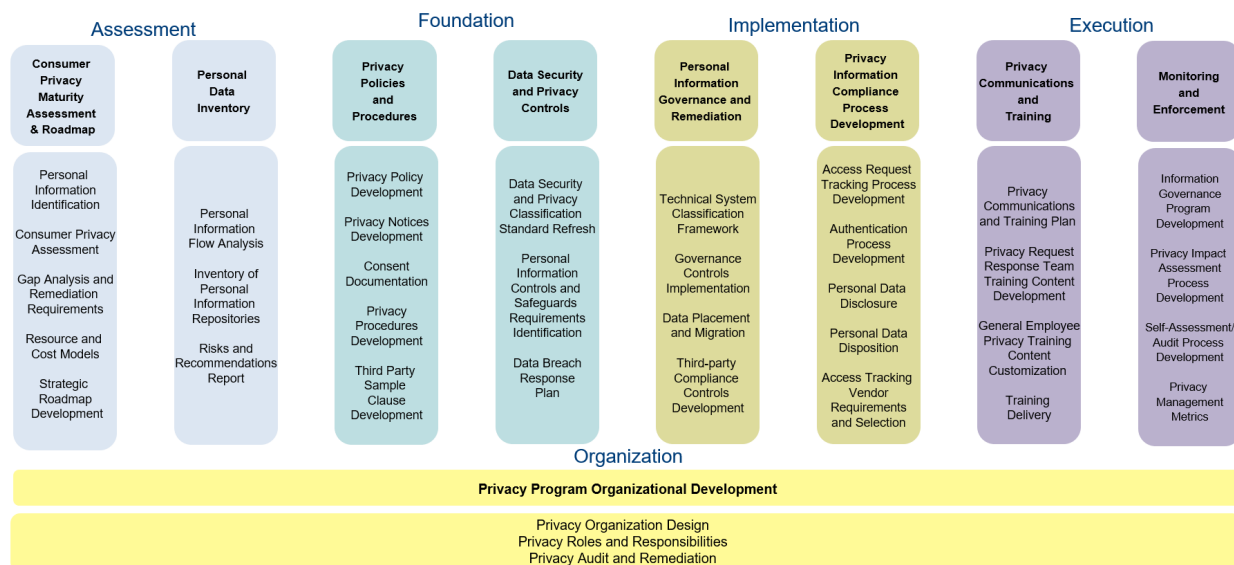 Assessment
Foundation
Implementation
Execution
Consumer
Privacy
Maturity
Assessment
& Roadmap
Personal
Data
Inventory
Privacy
Policies
and
Procedures
Data Security
and Privacy
Controls
Personal
Information
Governance and
Remediation
Privacy
Information
Compliance
Process
Development
Privacy
Communications
and
Training
Monitoring
and
Enforcement
Personal
Information
Identification
Consumer Privacy
Assessment
Gap Analysis and
Remediation
Requirements
Resource and
Cost Models
Strategic
Roadmap
Development
Personal
Information
Flow Analysis
Inventory of
Personal
Information
Repositories
Risks and
Recommendations
Report
Privacy Policy
Development
Privacy Notices
Development
Consent
Documentation
Privacy
Procedures
Development
Third Party
Sample
Clause
Development
Data Security
and Privacy
Classification
Standard Refresh
Personal
Information
Controls and
Safeguards
Requirements
Identification
Data Breach
Response
Plan
Technical System
Classification
Framework
Governance
Controls
Implementation
Data Placement
and Migration
Third-party
Compliance
Controls
Development
Access Request
Tracking Process
Development
Authentication
Process
Development
Personal Data
Disclosure
Personal Data
Disposition
Access Tracking
Vendor
Requirements
and Selection
Privacy
Communications
and Training Plan
Privacy Request
Response Team
Training Content
Development
General Employee
Privacy Training
Content
Customization
Training
Delivery
Information
Governance
Program
Development
Privacy Impact
Assessment
Process
Development
Self-Assessment/
Audit Process
Development
Privacy
Management
Metrics
Organization
Privacy Program Organizational Development
Privacy Organization Design
Privacy Roles and Responsibilities
Privacy Audit and Remediation